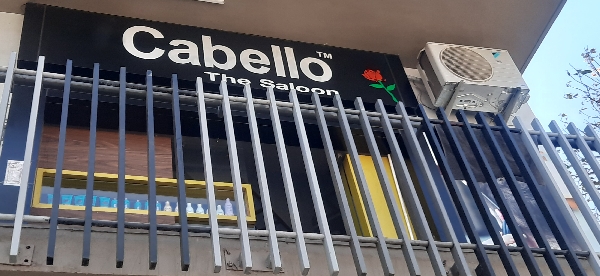 Cabello™
The Saloon